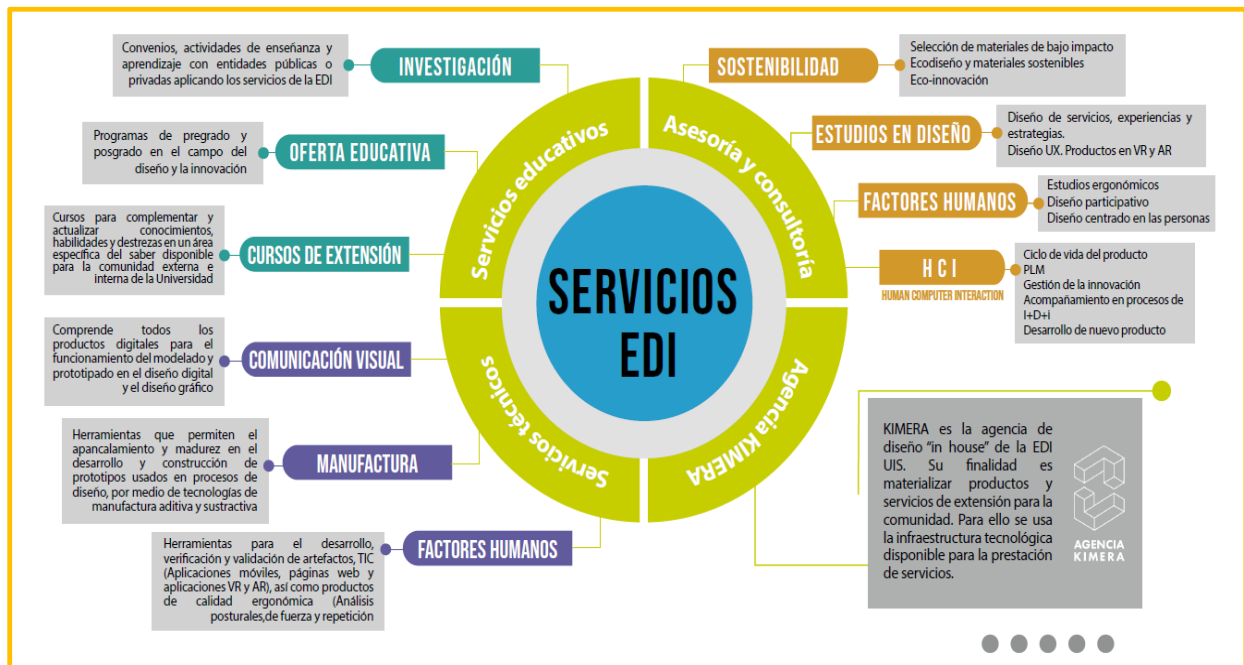 SERVICIOS
EDI
Servicios educativos
INVESTIGACIÓN
Convenios, actividades de enseñanza y
aprendizaje con entidades públicas o
privadas aplicando los servicios de la EDI
OFERTA EDUCATIVA
Programas de pregrado y
posgrado en el campo del
diseño y la innovación
CURSOS DE EXTENSIÓN
Cursos para complementar y
actualizar conocimientos,
habilidades y destrezas en un área
específica del saber disponible
para la comunidad externa e
interna de la Universidad
Servicios técnicos
COMUNICACIÓN VISUAL
Comprende todos los
productos digitales para el
funcionamiento del modelado y
prototipado en el diseño digital
y el diseño gráfico
MANUFACTURA
Herramientas que permiten el
apancalamiento y madurez en el
desarrollo y construcción de
prototipos usados en procesos de
diseño, por medio de tecnologías de
manufactura aditiva y sustractiva
FACTORES HUMANOS
Herramientas para el desarrollo,
verificación y validación de artefactos, TIC
(Aplicaciones móviles, páginas web y
aplicaciones VR y AR), así como productos
de calidad ergonómica (Análisis
posturales,de fuerza y repetición
Asesoría y consultoría
SOSTENIBILIDAD
Selección de materiales de bajo impacto
Ecodiseño y materiales sostenibles
Eco-innovación
ESTUDIOS EN DISEÑO
Diseño de servicios, experiencias y
estrategias.
Diseño UX. Productos en VR y AR
FACTORES HUMANOS
Estudios ergonómicos
Diseño participativo
Diseño centrado en las personas
HCI
HUMAN COMPUTER INTERACTION
Ciclo de vida del producto
PLM
Gestión de la innovación
Acompañamiento en procesos de
I+D+i
Desarrollo de nuevo producto
Agencia KIMERA
KIMERA es la agencia de
diseño “in house” de la EDI
UIS. Su finalidad es
materializar productos y
servicios de extensión para la
comunidad. Para ello se usa
la infraestructura tecnológica
disponible para la prestación
de servicios.
AGENCIA
KIMERA